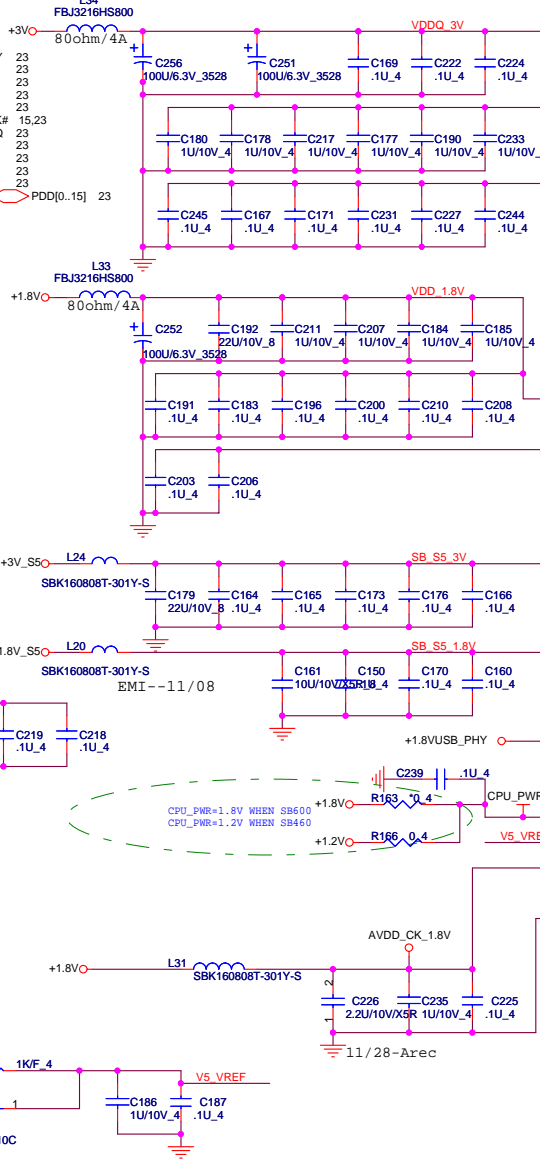 L34
FBJ3216HS800
+3V
80ohm/4A
VDDQ_3V
C256
100U/6.3V_3528
C251
100U/6.3V_3528
C169
.1U_4
C222
.1U_4
C224
.1U_4
23
23
23
23
23
# 15,23
23
23
23
23
23
PDD[0..15] 23
C180
1U/10V_4
C178
1U/10V_4
C217
1U/10V_4
C177
1U/10V_4
C190
1U/10V_4
C233
1U/10V_
C245
.1U_4
C167
.1U_4
C171
.1U_4
C231
.1U_4
C227
.1U_4
C244
.1U_4
L33
FBJ3216HS800
+1.8V
80ohm/4A
VDD_1.8V
C252
100U/6.3V_3528
C192
22U/10V_8
C211
1U/10V_4
C207
1U/10V_4
C184
1U/10V_4
C185
1U/10V_4
C191
.1U_4
C183
.1U_4
C196
.1U_4
C200
.1U_4
C210
.1U_4
C208
.1U_4
C203
.1U_4
C206
.1U_4
+3V_S5
L24
SBK160808T-301Y-S
SB_S5_3V
C179
22U/10V_8
C164
.1U_4
C165
.1U_4
C173
.1U_4
C176
.1U_4
C166
.1U_4
1.8V_S5
L20
SBK160808T-301Y-S
SB_S5_1.8V
EMI--11/08
C161
10U/10V/X5R_8
C150
.1U_4
C170
.1U_4
C160
.1U_4
C219
.1U_4
C218
.1U_4
+1.8VUSB_PHY
C239
.1U_4
CPU_PWR=1.8V WHEN SB600
CPU_PWR=1.2V WHEN SB460
+1.8V
R163 *0_4
CPU_PWR
+1.2V
R166 0_4
V5_VRE
AVDD_CK_1.8V
+1.8V
L31
SBK160808T-301Y-S
2
1
C226
2.2U/10V/X5R
C235
1U/10V_4
C225
.1U_4
11/28-Arec
1K/F_4
1
V5_VREF
C186
1U/10V_4
C187
.1U_4
0C